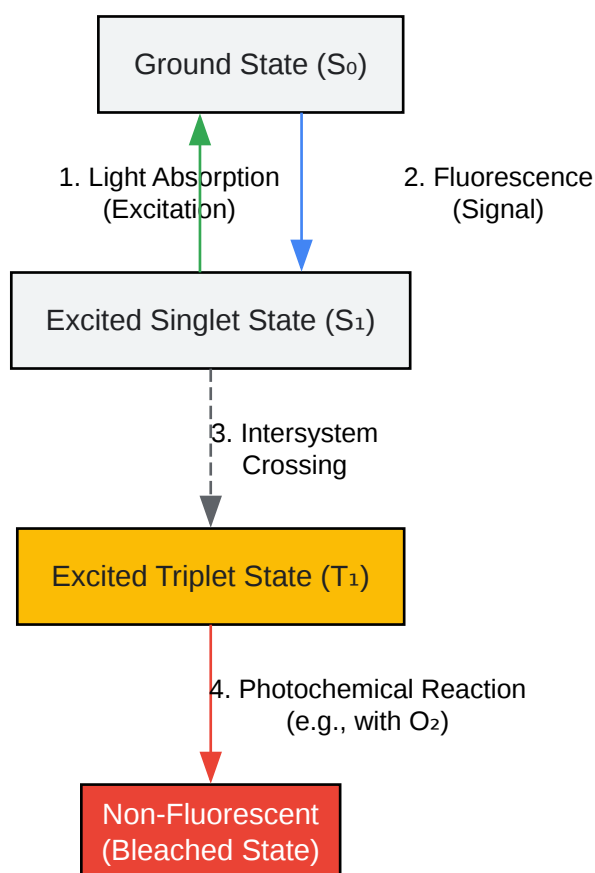 Ground State (S₀)
1. Light Absorption
(Excitation)
2. Fluorescence
(Signal)
Excited Singlet State (S₁)
3. Intersystem
Crossing
Excited Triplet State (T₁)
4. Photochemical Reaction
(e.g., with O₂)
Non-Fluorescent
(Bleached State)